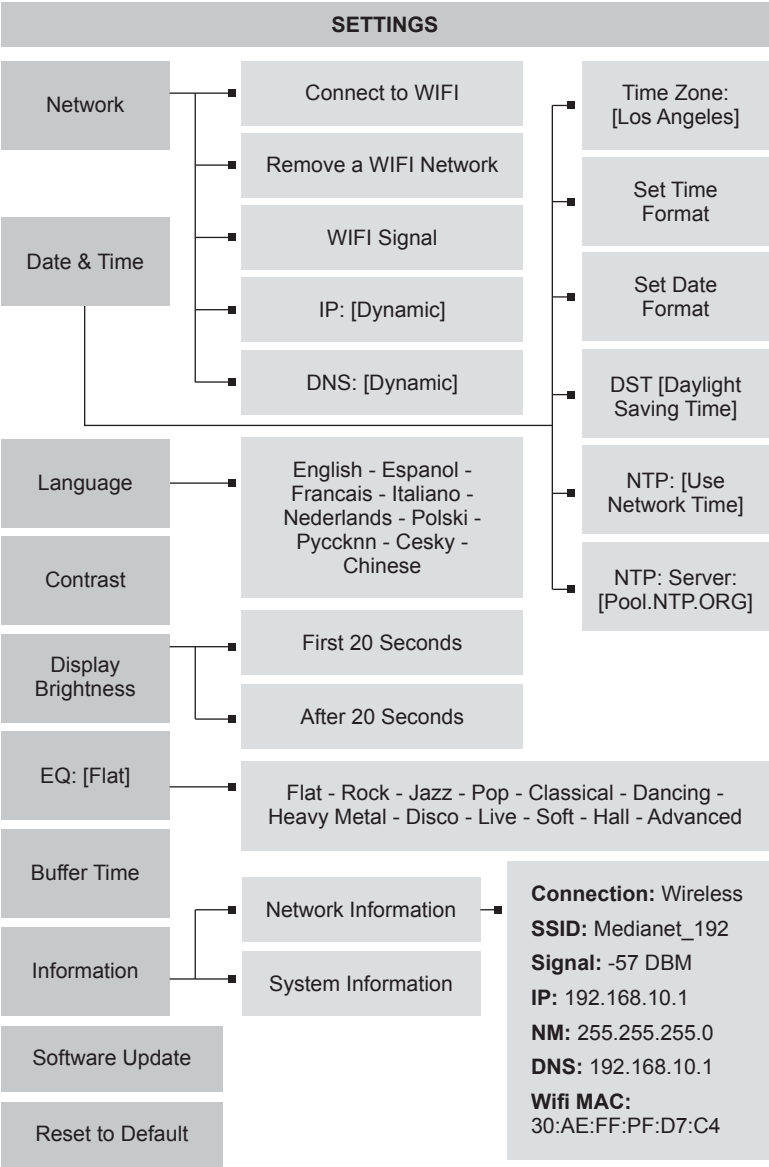 SETTINGS
Network
Connect to WIFI
Remove a WIFI Network
WIFI Signal
IP: [Dynamic]
DNS: [Dynamic]
Date & Time
Time Zone:
[Los Angeles]
Set Time
Format
Set Date
Format
DST [Daylight
Saving Time]
NTP: [Use
Network Time]
NTP: Server:
[Pool.NTP.ORG]
Language
English - Espanol -
Francais - Italiano -
Nederlands - Polski -
Pyccknn - Cesky -
Chinese
Contrast
Display
Brightness
First 20 Seconds
After 20 Seconds
EQ: [Flat]
Flat - Rock - Jazz - Pop - Classical - Dancing -
Heavy Metal - Disco - Live - Soft - Hall - Advanced
Buffer Time
Information
Network Information
System Information
Connection: Wireless
SSID: Medianet_192
Signal: -57 DBM
IP: 192.168.10.1
NM: 255.255.255.0
DNS: 192.168.10.1
Wifi MAC:
30:AE:FF:PF:D7:C4
Software Update
Reset to Default